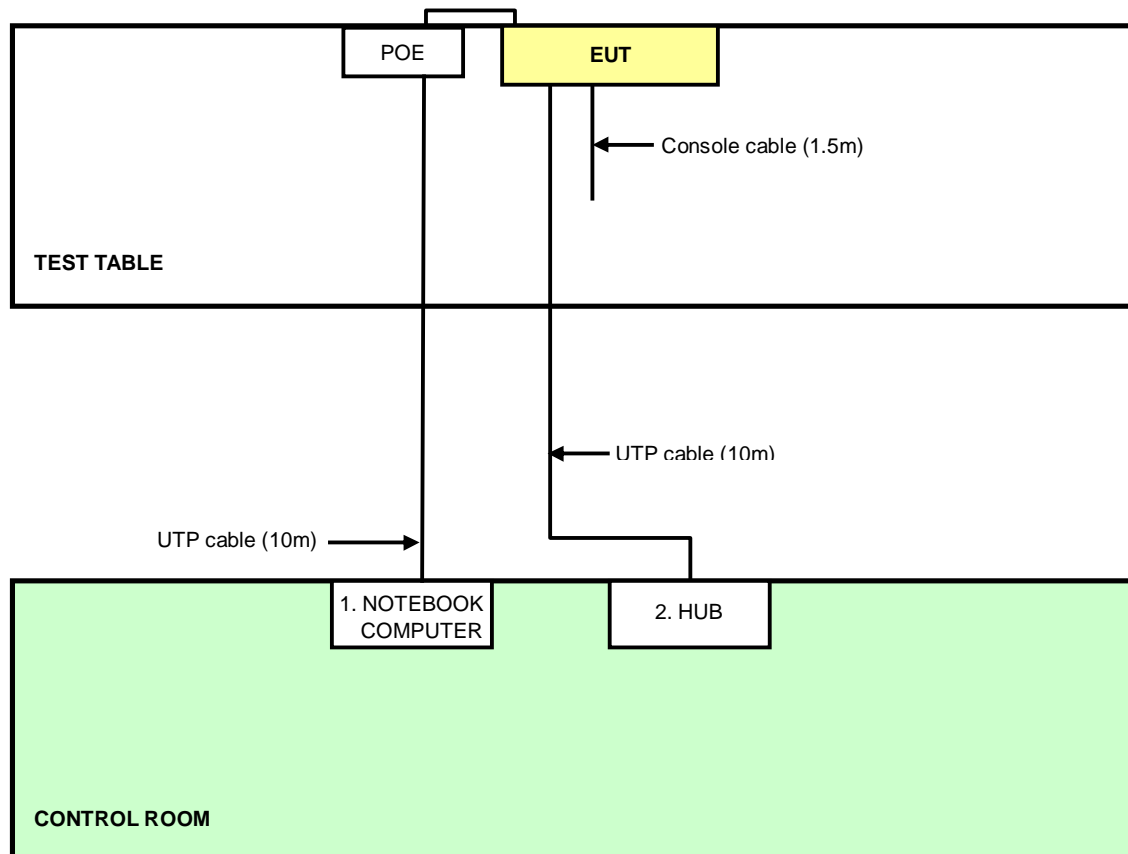 POE
EUT
Console cable (1.5m)
TEST TABLE
UTP cable (10m)
UTP cable (10m)
1. NOTEBOOK
COMPUTER
2. HUB
CONTROL ROOM